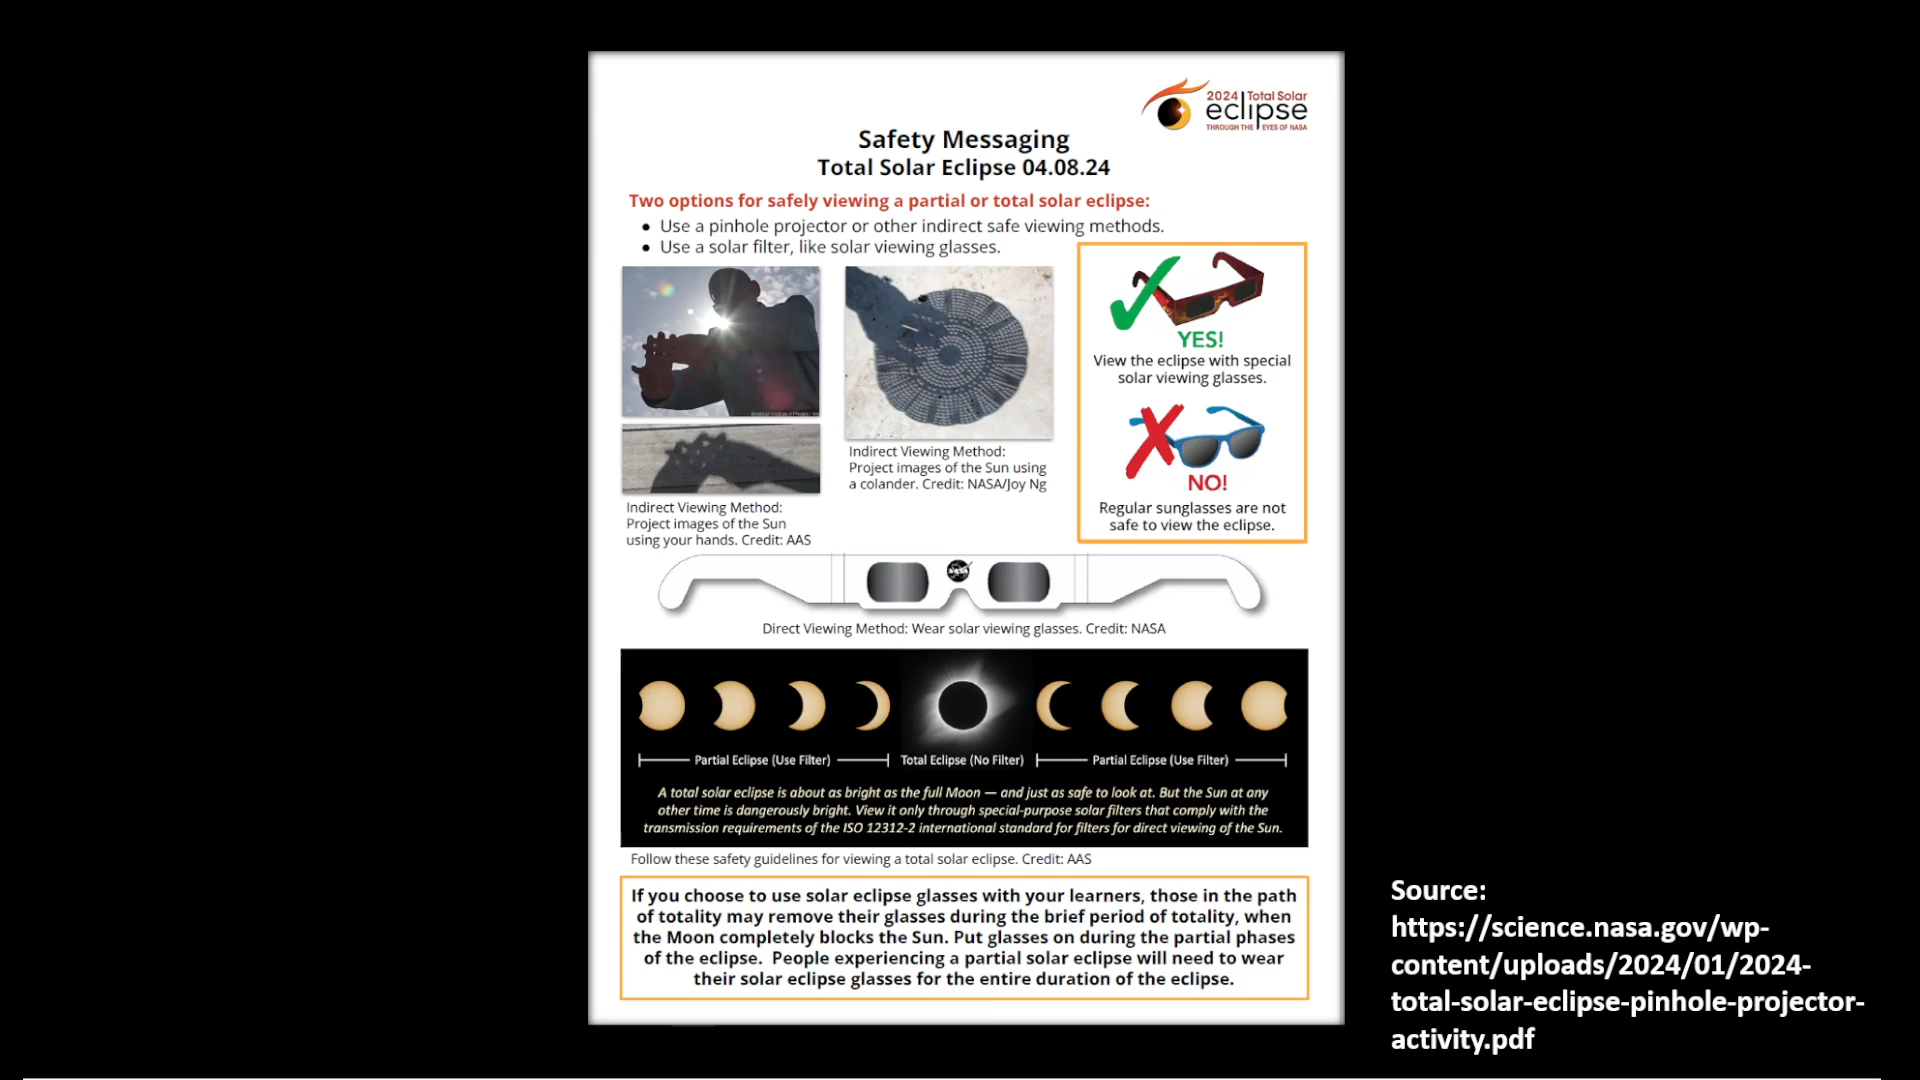 2024 Total Solar
eclipse
THROUGH THE EYES OF NASA
Safety Messaging
Total Solar Eclipse 04.08.24
Two options for safely viewing a partial or total solar eclipse:
• Use a pinhole projector or other indirect safe viewing methods.
• Use a solar filter, like solar viewing glasses.
Indirect Viewing Method:
Project images of the Sun
using your hands. Credit: AAS
Indirect Viewing Method:
Project images of the Sun using
a colander. Credit: NASA/Joy Ng
YES!
View the eclipse with special
solar viewing glasses.
NO!
Regular sunglasses are not
safe to view the eclipse.
NASA
Direct Viewing Method: Wear solar viewing glasses. Credit: NASA
Partial Eclipse (Use Filter)
Total Eclipse (No Filter)
Partial Eclipse (Use Filter)
A total solar eclipse is about as bright as the full Moon — and just as safe to look at. But the Sun at any
other time is dangerously bright. View it only through special-purpose solar filters that comply with the
transmission requirements of the ISO 12312-2 international standard for filters for direct viewing of the Sun.
Follow these safety guidelines for viewing a total solar eclipse. Credit: AAS
If you choose to use solar eclipse glasses with your learners, those in the path
of totality may remove their glasses during the brief period of totality, when
the Moon completely blocks the Sun. Put glasses on during the partial phases
of the eclipse. People experiencing a partial solar eclipse will need to wear
their solar eclipse glasses for the entire duration of the eclipse.
Source:
https://science.nasa.gov/wp-
content/uploads/2024/01/2024-
total-solar-eclipse-pinhole-projector-
activity.pdf